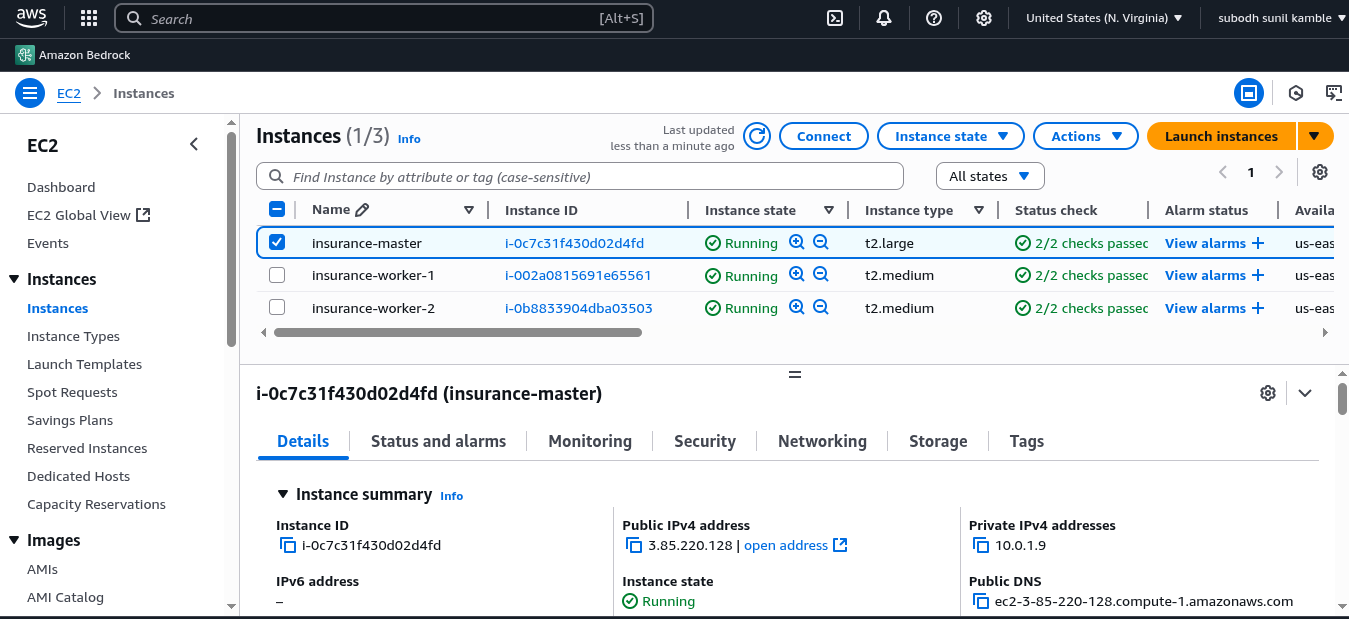 aws Search [Alt+S] United States (N. Virginia) subodh sunil kamble
Amazon Bedrock
EC2 Instances
EC2
Dashboard
EC2 Global View
Events
Instances
Instances
Instance Types
Launch Templates
Spot Requests
Savings Plans
Reserved Instances
Dedicated Hosts
Capacity Reservations
Images
AMIs
AMI Catalog
Instances (1/3) Info
Last updated
less than a minute ago
Connect Instance state Actions Launch instances
Find Instance by attribute or tag (case-sensitive) All states 1
Name Instance ID Instance state Instance type Status check Alarm status Availa
insurance-master i-0c7c31f430d02d4fd Running t2.large 2/2 checks passec View alarms + us-eas
insurance-worker-1 i-002a0815691e65561 Running t2.medium 2/2 checks passec View alarms + us-eas
insurance-worker-2 i-0b8833904dba03503 Running t2.medium 2/2 checks passec View alarms + us-eas
i-0c7c31f430d02d4fd (insurance-master)
Details Status and alarms Monitoring Security Networking Storage Tags
Instance summary Info
Instance ID Public IPv4 address Private IPv4 addresses
i-0c7c31f430d02d4fd 3.85.220.128 | open address 10.0.1.9
IPv6 address Instance state Public DNS
– Running ec2-3-85-220-128.compute-1.amazonaws.com